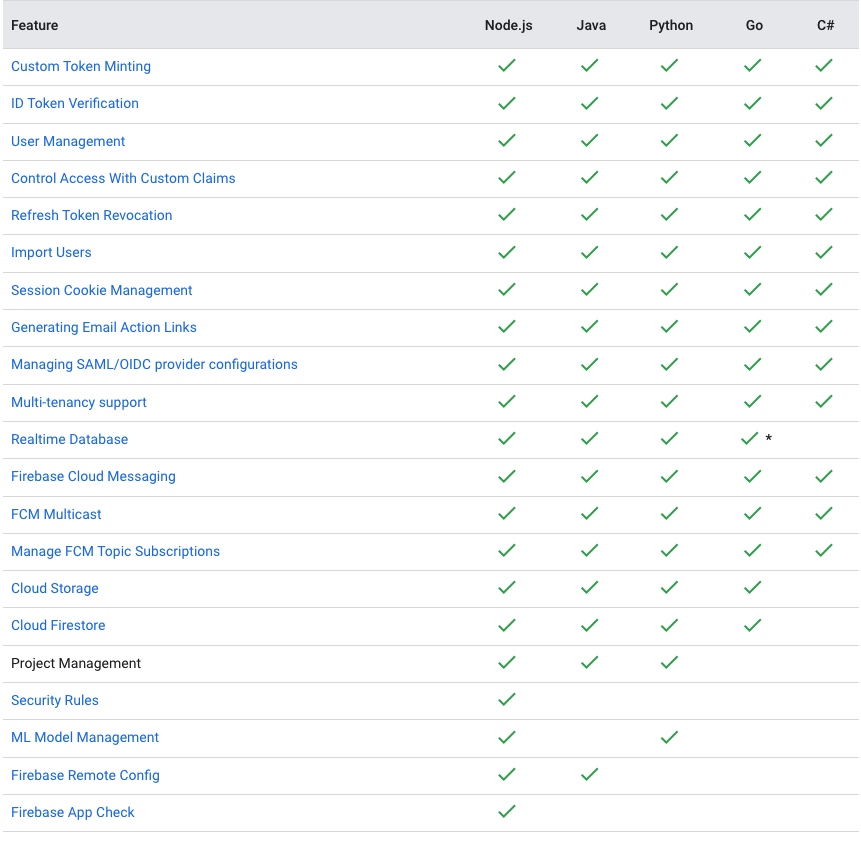 Feature Node.js Java Python Go C#
Custom Token Minting ✓ ✓ ✓ ✓ ✓
ID Token Verification ✓ ✓ ✓ ✓ ✓
User Management ✓ ✓ ✓ ✓ ✓
Control Access With Custom Claims ✓ ✓ ✓ ✓ ✓
Refresh Token Revocation ✓ ✓ ✓ ✓ ✓
Import Users ✓ ✓ ✓ ✓ ✓
Session Cookie Management ✓ ✓ ✓ ✓ ✓
Generating Email Action Links ✓ ✓ ✓ ✓ ✓
Managing SAML/OIDC provider configurations ✓ ✓ ✓ ✓ ✓
Multi-tenancy support ✓ ✓ ✓ ✓ ✓
Realtime Database ✓ ✓ ✓ ✓ *
Firebase Cloud Messaging ✓ ✓ ✓ ✓ ✓
FCM Multicast ✓ ✓ ✓ ✓ ✓
Manage FCM Topic Subscriptions ✓ ✓ ✓ ✓ ✓
Cloud Storage ✓ ✓ ✓ ✓
Cloud Firestore ✓ ✓ ✓ ✓
Project Management ✓ ✓ ✓
Security Rules ✓
ML Model Management ✓ ✓
Firebase Remote Config ✓ ✓
Firebase App Check ✓